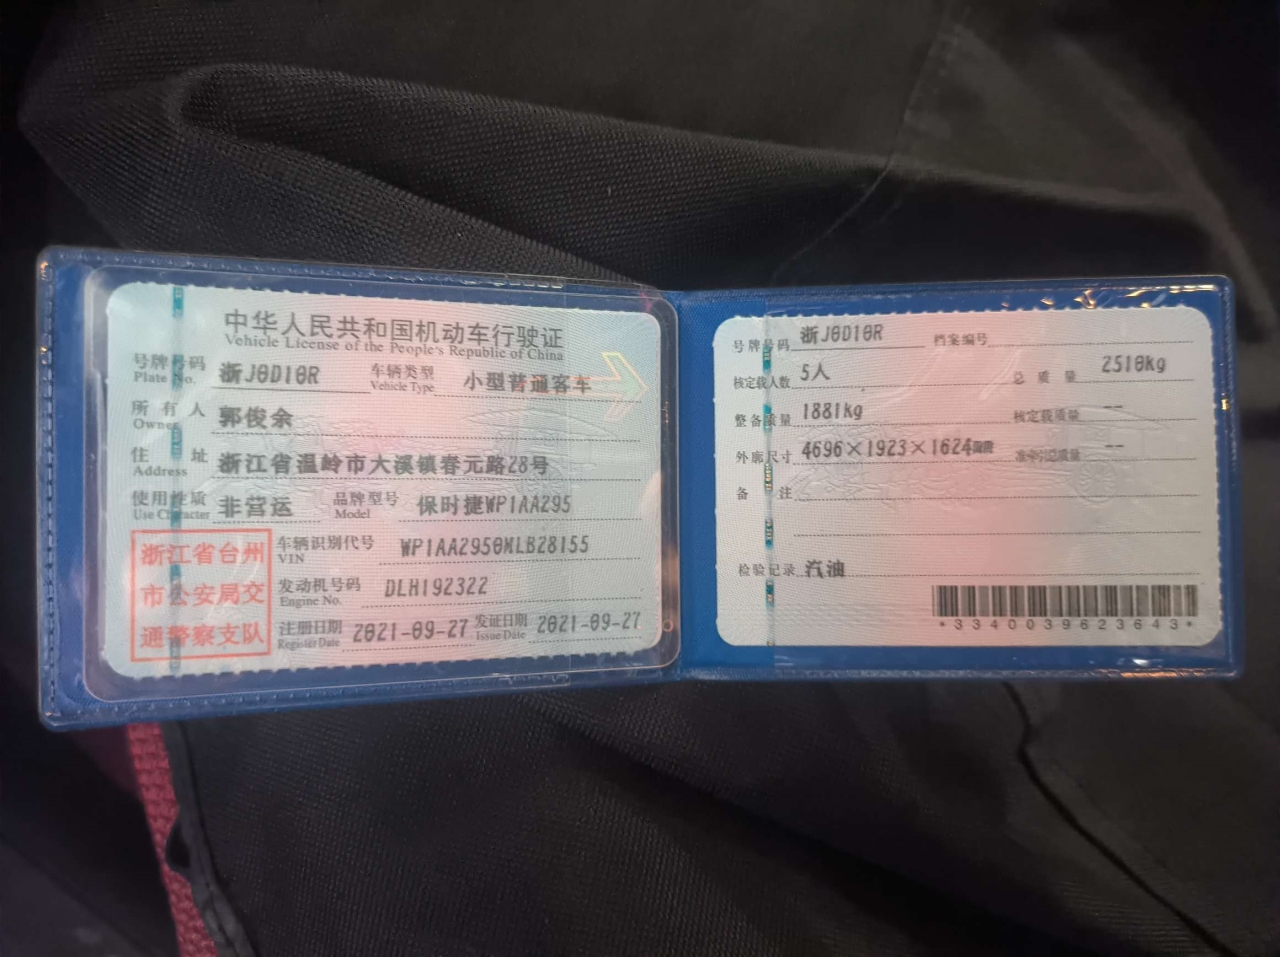 中华人民共和国机动车行驶证
Vehicle License of the People's Republic of China
号牌号码 浙J0D10R 车辆类型 小型普通客车
Plate No. Vehicle Type
所有人 郭俊余
Owner
住址 浙江省温岭市大溪镇春元路28号
Address
使用性质 非营运 品牌型号 保时捷WP1AA295
Use Character Model
浙江省台州
市公安局交
通警察支队
车辆识别代号 WP1AA2950MLB28155
VIN
发动机号码 DLH192322
Engine No.
注册日期 2021-09-27 发证日期 2021-09-27
Register Date Issue Date
号牌号码 浙J0D10R 档案编号
核定载人数 5人 总质量 2510kg
整备质量 1881kg 核定载质量 --
外廓尺寸 4696×1923×1624mm 准牵引总质量 --
备注
检验记录 汽油
*3340039623643*